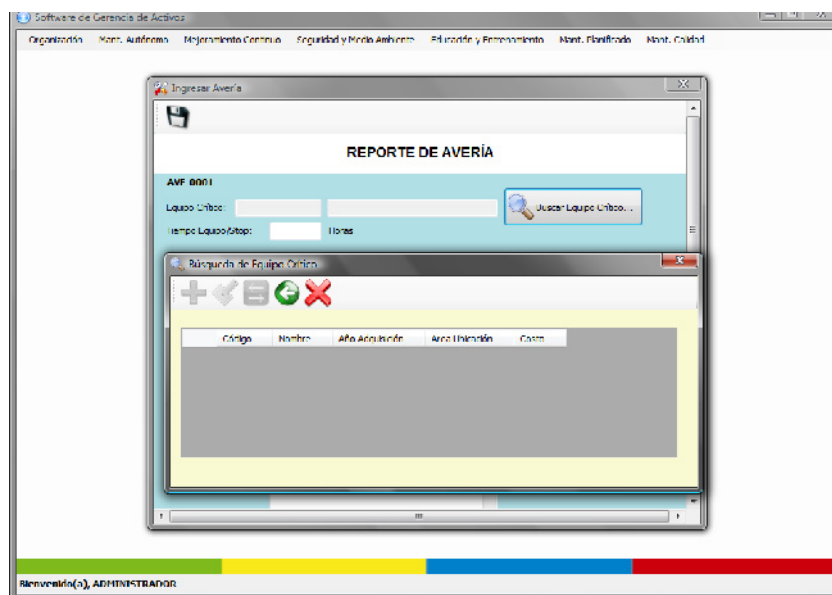 Software de Gerencia de Activos
Organización Mant. Autónomo Mejoramiento Continuo Seguridad y Medio Ambiente Educación y Entrenamiento Mant. Planificado Mant. Calidad
Ingresar Avería
REPORTE DE AVERÍA
AVE 0001
Equipo Crítico: Buscar Equipo Crítico...
Tiempo Equipo/Stop: Horas
Búsqueda de Equipo Crítico
Código Nombre Año Adquisición Area Ubicación Costo
Bienvenido(a), ADMINISTRADOR